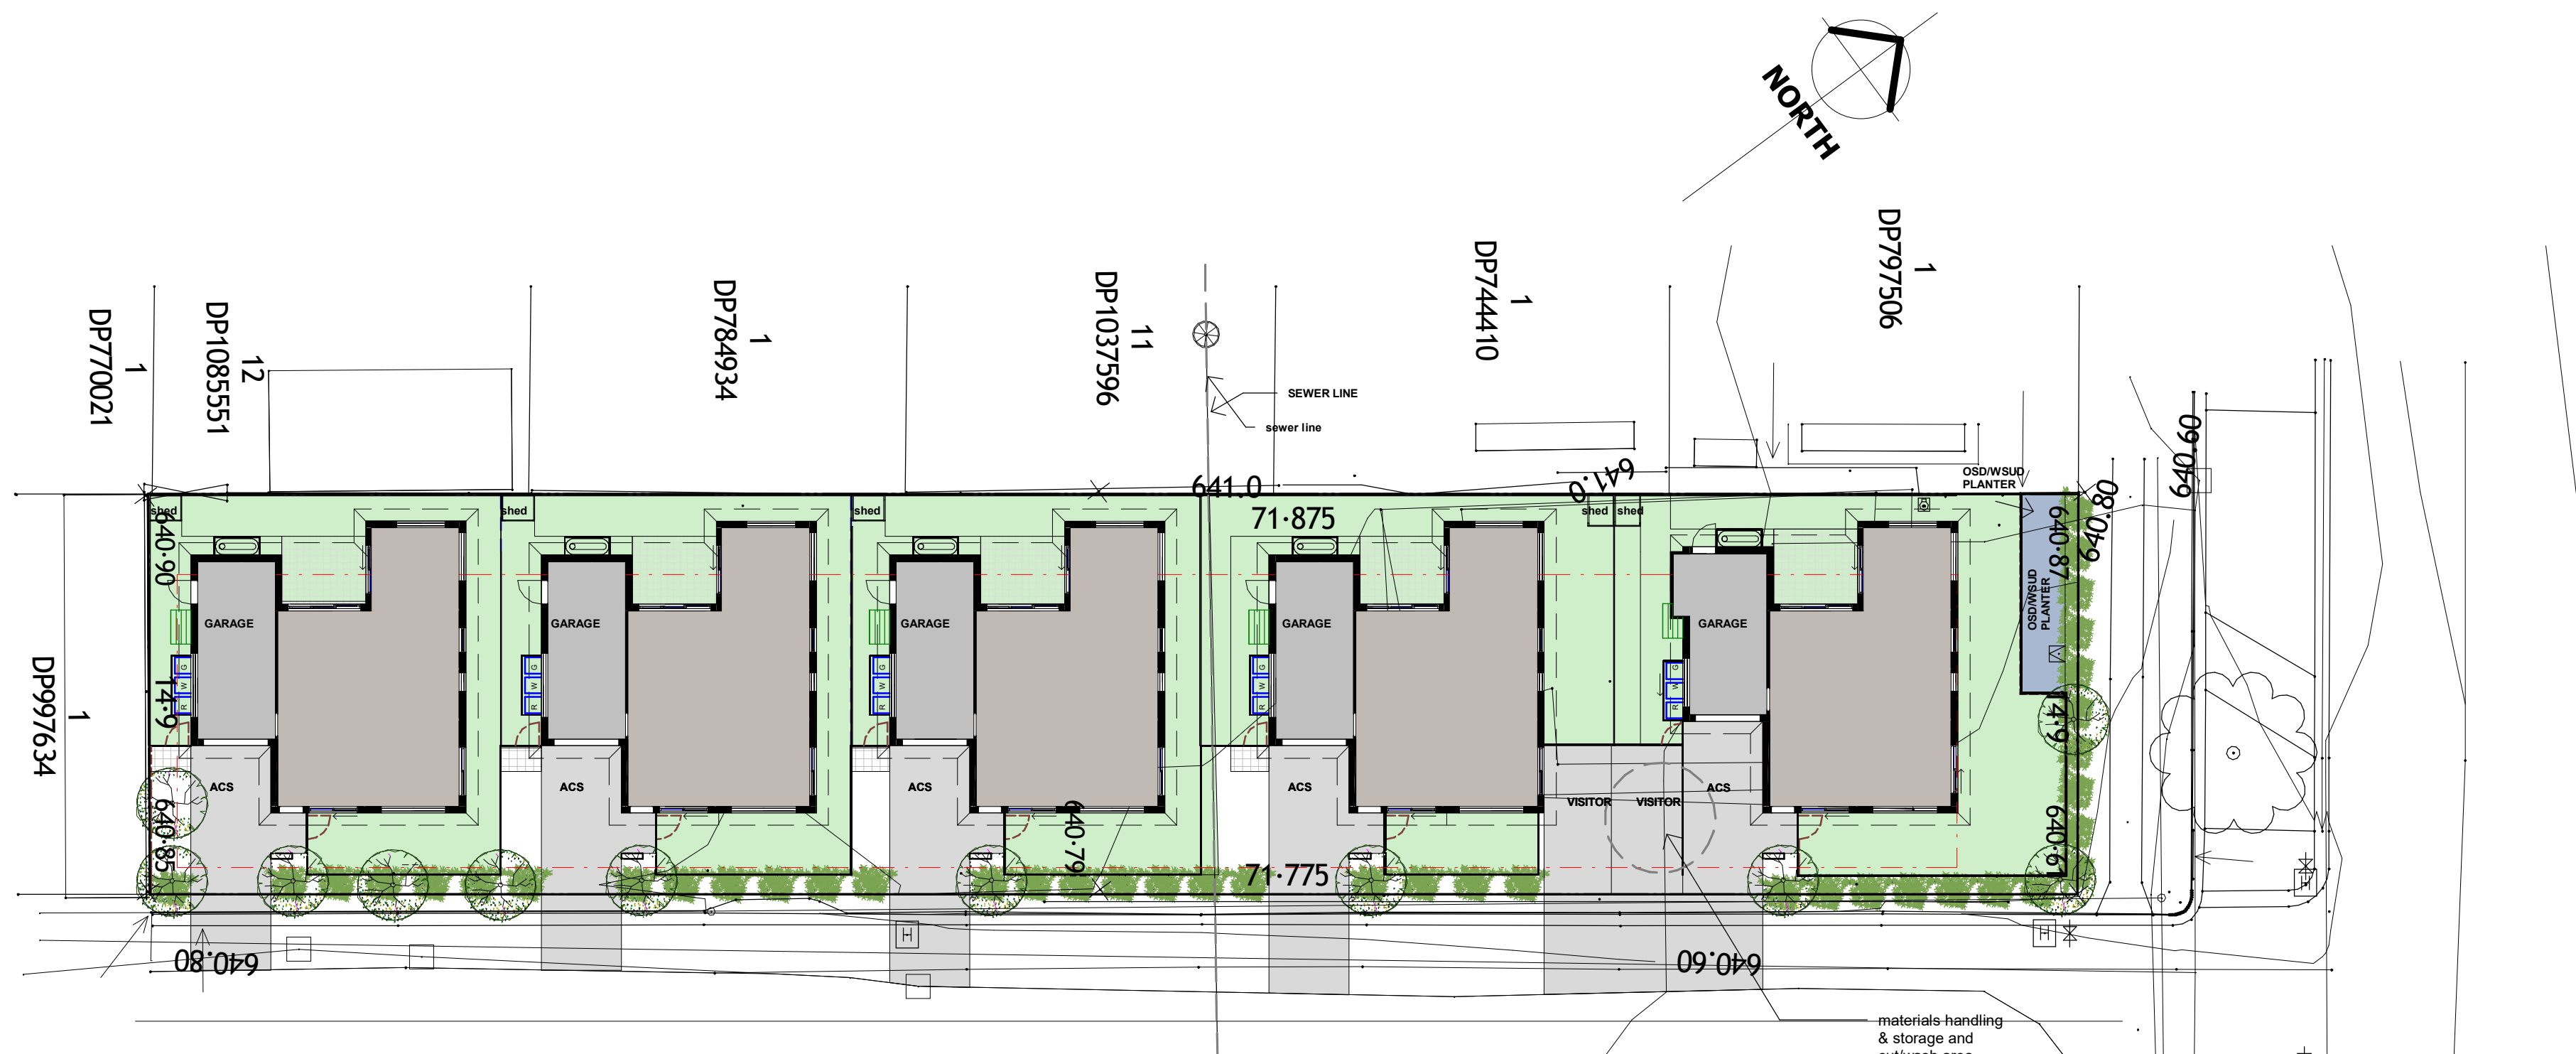 NORTH
1
DP770021
12
DP1085551
1
DP784934
11
DP1037596
1
DP744410
1
DP797506
SEWER LINE
sewer line
1
DP997634
641.0
641.0
71·875
OSD/WSUD
PLANTER
640·80
640·60
shed
shed
shed
shed
shed
640·90
640·87
OSD/WSUD
PLANTER
GARAGE
GARAGE
GARAGE
GARAGE
GARAGE
R W G
R W G
R W G
R W G
R W G
14·9
14·9
ACS
ACS
ACS
ACS
ACS
VISITOR
VISITOR
640·85
640·79
640·61
71·775
H
H
H
640·80
640·60
materials handling
& storage and